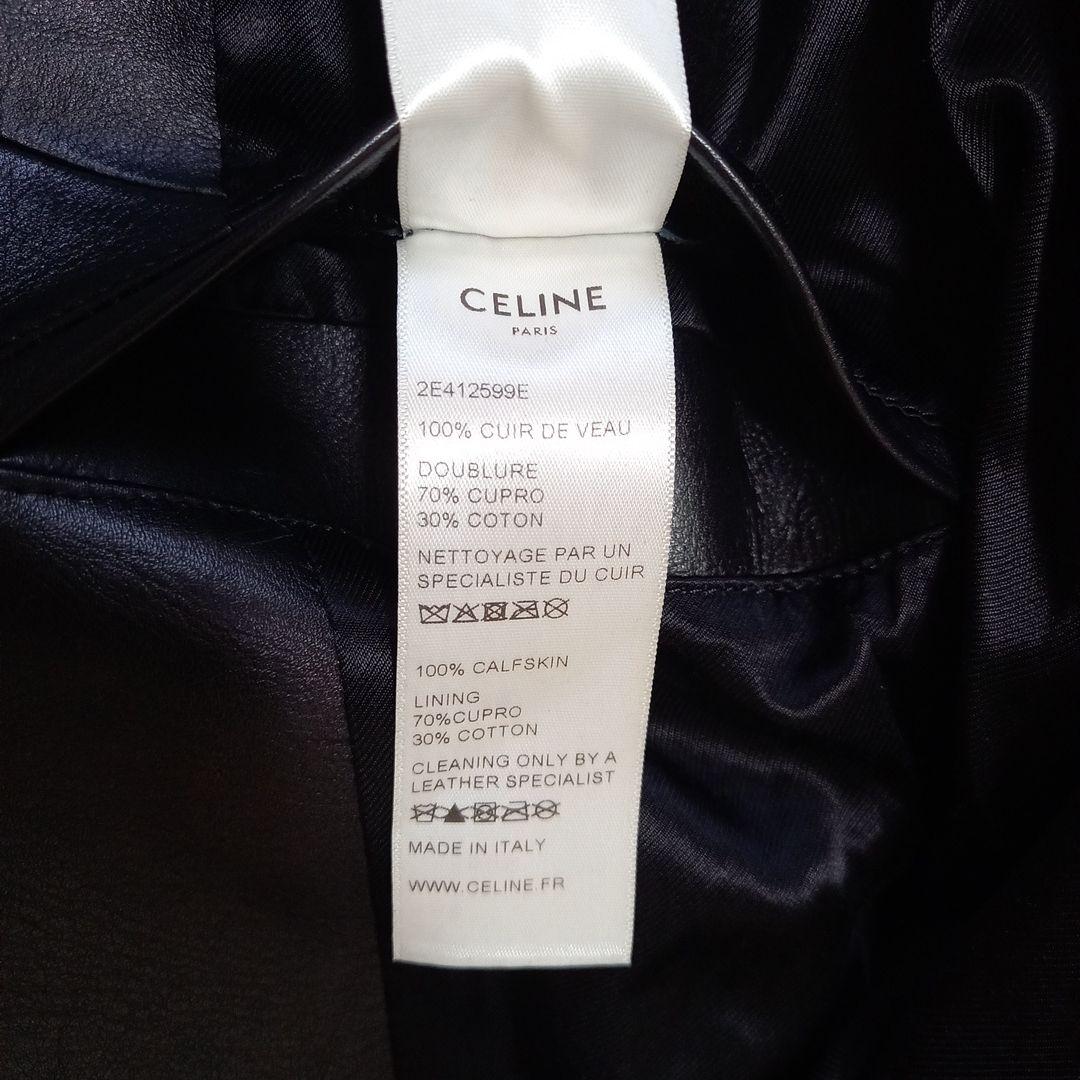 CELINE
PARIS
2E412599E
100% CUIR DE VEAU
DOUBLURE
70% CUPRO
30% COTON
NETTOYAGE PAR UN
SPECIALISTE DU CUIR
100% CALFSKIN
LINING
70%CUPRO
30% COTTON
CLEANING ONLY BY A
LEATHER SPECIALIST
MADE IN ITALY
WWW.CELINE.FR